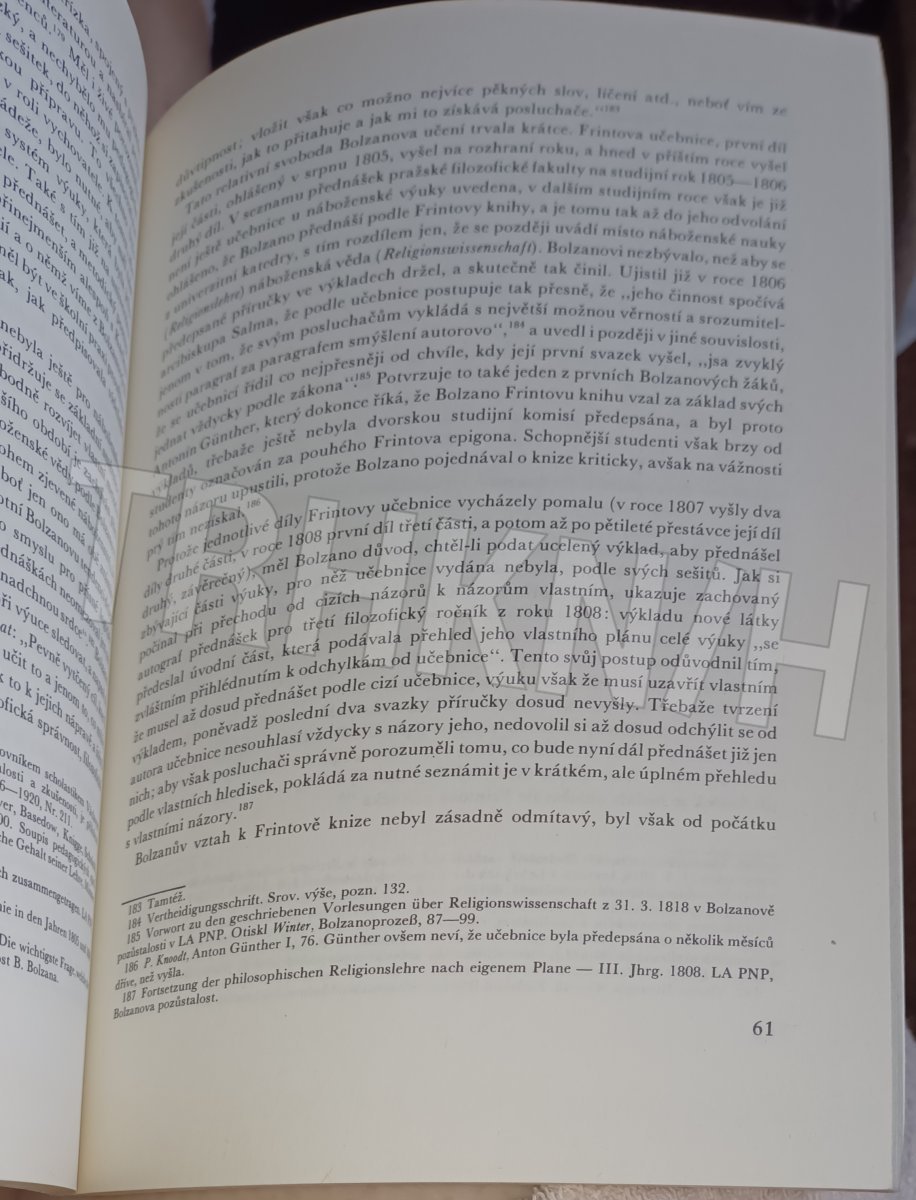 důvtipnost; vložit však co možno nejvíce pěkných slov, líčení atd., neboť vím ze
zkušenosti, jak to přitahuje a jak mi to získává posluchače.“183
Tato relativní svoboda Bolzanova učení trvala krátce. Frintova učebnice, první díl
její části, ohlášený v srpnu 1805, vyšel na rozhraní roku, a hned v příštím roce vyšel
druhý díl. V seznamu přednášek pražské filozofické fakulty na studijní rok 1805—1806
není ještě učebnice u náboženské výuky uvedena, v dalším studijním roce však je již
ohlášeno, že Bolzano přednáší podle Frintovy knihy, a je tomu tak až do jeho odvolání
z univerzitní katedry, s tím rozdílem jen, že se později uvádí místo náboženské nauky
(Religionslehre) náboženská věda (Religionswissenschaft). Bolzanovi nezbývalo, než aby se
předepsané příručky ve výkladech držel, a skutečně tak činil. Ujistil již v roce 1806
arcibiskupa Salma, že podle učebnice postupuje tak přesně, že „jeho činnost spočívá
jenom v tom, že svým posluchačům vykládá s největší možnou věrností a srozumitel-
ností paragraf za paragrafem smýšlení autorovo“,184 a uvedl i později v jiné souvislosti,
že se učebnicí řídil co nejpřesněji od chvíle, kdy její první svazek vyšel, „jsa zvyklý
jednat vždycky podle zákona“.185 Potvrzuje to také jeden z prvních Bolzanových žáků,
Antonín Günther, který dokonce říká, že Bolzano Frintovu knihu vzal za základ svých
výkladů, třebaže ještě nebyla dvorskou studijní komisí předepsána, a byl proto
studenty označován za pouhého Frintova epigona. Schopnější studenti však brzy od
tohoto názoru upustili, protože Bolzano pojednával o knize kriticky, avšak na vážnosti
prý tím nezískal.186
Protože jednotlivé díly Frintovy učebnice vycházely pomalu (v roce 1807 vyšly dva
díly druhé části, v roce 1808 první díl třetí části, a potom až po pětileté přestávce její díl
druhý, závěrečný), měl Bolzano důvod, chtěl-li podat ucelený výklad, aby přednášel
zbývající části výuky, pro něž učebnice vydána nebyla, podle svých sešitů. Jak si
počínal při přechodu od cizích názorů k názorům vlastním, ukazuje zachovaný
autograf přednášek pro třetí filozofický ročník z roku 1808: výkladu nové látky
předeslal úvodní část, která podávala přehled jeho vlastního plánu celé výuky „se
zvláštním přihlédnutím k odchylkám od učebnice“. Tento svůj postup odůvodnil tím,
že musel až dosud přednášet podle cizí učebnice, výuku však že musí uzavřít vlastním
výkladem, poněvadž poslední dva svazky příručky dosud nevyšly. Třebaže tvrzení
autora učebnice nesouhlasí vždycky s názory jeho, nedovolil si až dosud odchýlit se od
nich; aby však posluchači správně porozuměli tomu, co bude nyní dál přednášet již jen
podle vlastních hledisek, pokládá za nutné seznámit je v krátkém, ale úplném přehledu
s vlastními názory.187
Bolzanův vztah k Frintově knize nebyl zásadně odmítavý, byl však od počátku
183 Tamtéž.
184 Vertheidigungsschrift. Srov. výše, pozn. 132.
185 Vorwort zu den geschriebenen Vorlesungen über Religionswissenschaft z 31. 3. 1818 v Bolzanově
pozůstalosti v LA PNP. Otiskl Winter, Bolzanoprozeß, 87—99.
186 P. Knoodt, Anton Günther I, 76. Günther ovšem neví, že učebnice byla předepsána o několik měsíců
dříve, než vyšla.
187 Fortsetzung der philosophischen Religionslehre nach eigenem Plane — III. Jhrg. 1808. LA PNP,
Bolzanova pozůstalost.
61
TRHKNIH